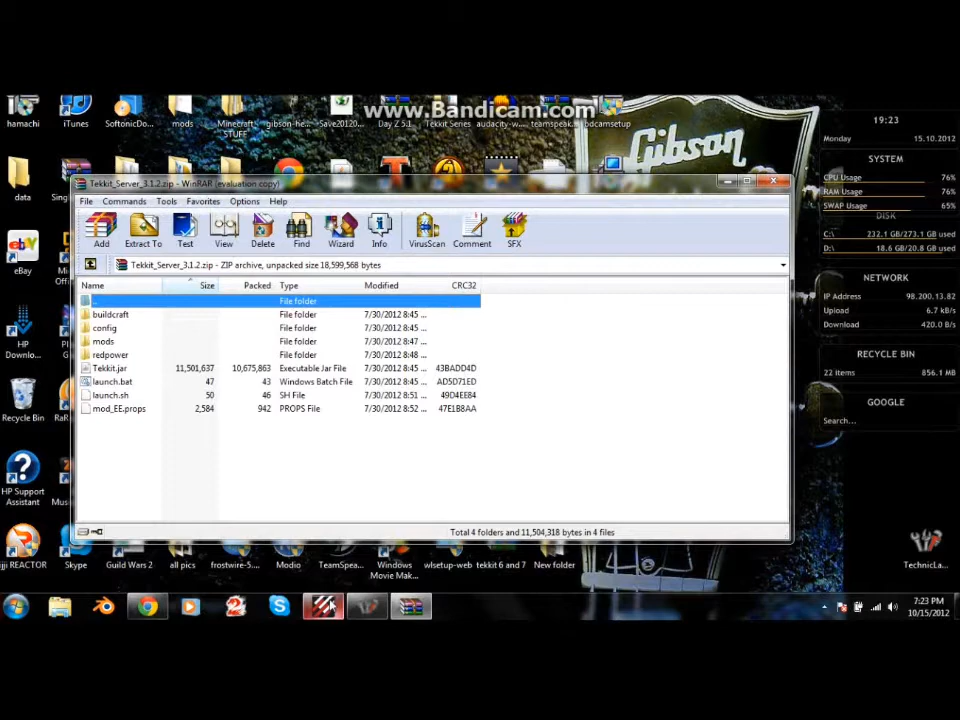 www.Bandicam.com
hamachi
iTunes
SoftonicDo...
mods
Minecraft STUFF
gibson-he...
Save20120...
Day Z 5.1
Tekkit Series
audacity-w...
teamspeak...
bdcamsetup
Gibson
19:23
Monday 15.10.2012
SYSTEM
CPU Usage 76%
RAM Usage 76%
SWAP Usage 65%
DISK
C:\ 232.1 GB/273.1 GB used
D:\ 18.6 GB/20.8 GB used
NETWORK
IP Address 98.200.13.82
Upload 6.7 kB/s
Download 420.0 B/s
RECYCLE BIN
22 items 856.1 MB
GOOGLE
Search...
data
eBay
HP Downlo...
Recycle Bin
HP Support Assistant
Tekkit_Server_3.1.2.zip - WinRAR (evaluation copy)
File Commands Tools Favorites Options Help
Add Extract To Test View Delete Find Wizard Info VirusScan Comment SFX
Tekkit_Server_3.1.2.zip - ZIP archive, unpacked size 18,599,568 bytes
Name Size Packed Type Modified CRC32
.. File folder
buildcraft File folder 7/30/2012 8:45 ...
config File folder 7/30/2012 8:45 ...
mods File folder 7/30/2012 8:47 ...
redpower File folder 7/30/2012 8:48 ...
Tekkit.jar 11,501,637 10,675,863 Executable Jar File 7/30/2012 8:45 ... 43BADD4D
launch.bat 47 43 Windows Batch File 7/30/2012 8:45 ... AD5D71ED
launch.sh 50 46 SH File 7/30/2012 8:51 ... 49D4EE84
mod_EE.props 2,584 942 PROPS File 7/30/2012 8:52 ... 47E1B8AA
Total 4 folders and 11,504,318 bytes in 4 files
REACTOR
Skype
Guild Wars 2
all pics
frostwire-5...
Modio
TeamSpea...
Windows Movie Mak...
wlsetup-web
tekkit 6 and 7
New folder
TechnicLa...
7:23 PM
10/15/2012